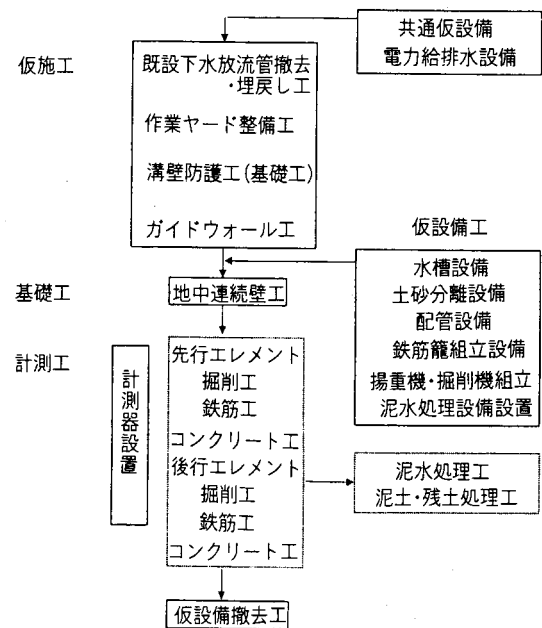 共通仮設備
電力給排水設備
仮施工
既設下水放流管撤去
・埋戻し工
作業ヤード整備工
溝壁防護工(基礎工)
ガイドウォール工
仮設備工
水槽設備
土砂分離設備
配管設備
鉄筋籠組立設備
揚重機・掘削機組立
泥水処理設備設置
基礎工
地中連続壁工
計測工
計測器設置
先行エレメント
掘削工
鉄筋工
コンクリート工
後行エレメント
掘削工
鉄筋工
コンクリート工
泥水処理工
泥土・残土処理工
仮設備撤去工